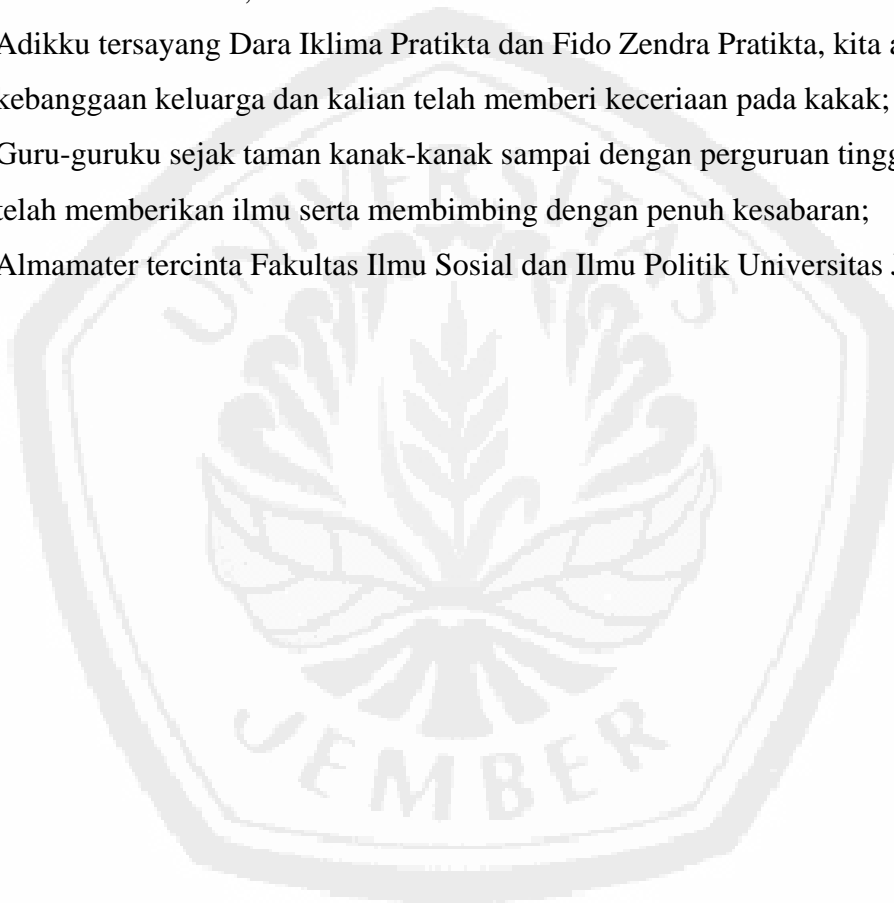 Adikku tersayang Dara Iklima Pratikta dan Fido Zendra Pratikta, kita
kebanggaan keluarga dan kalian telah memberi keceriaan pada kakak;
Guru-guruku sejak taman kanak-kanak sampai dengan perguruan
telah memberikan ilmu serta membimbing dengan penuh kesabaran;
Almamater tercinta Fakultas Ilmu Sosial dan Ilmu Politik Universitas
UNIVERSITAS
JEMBER